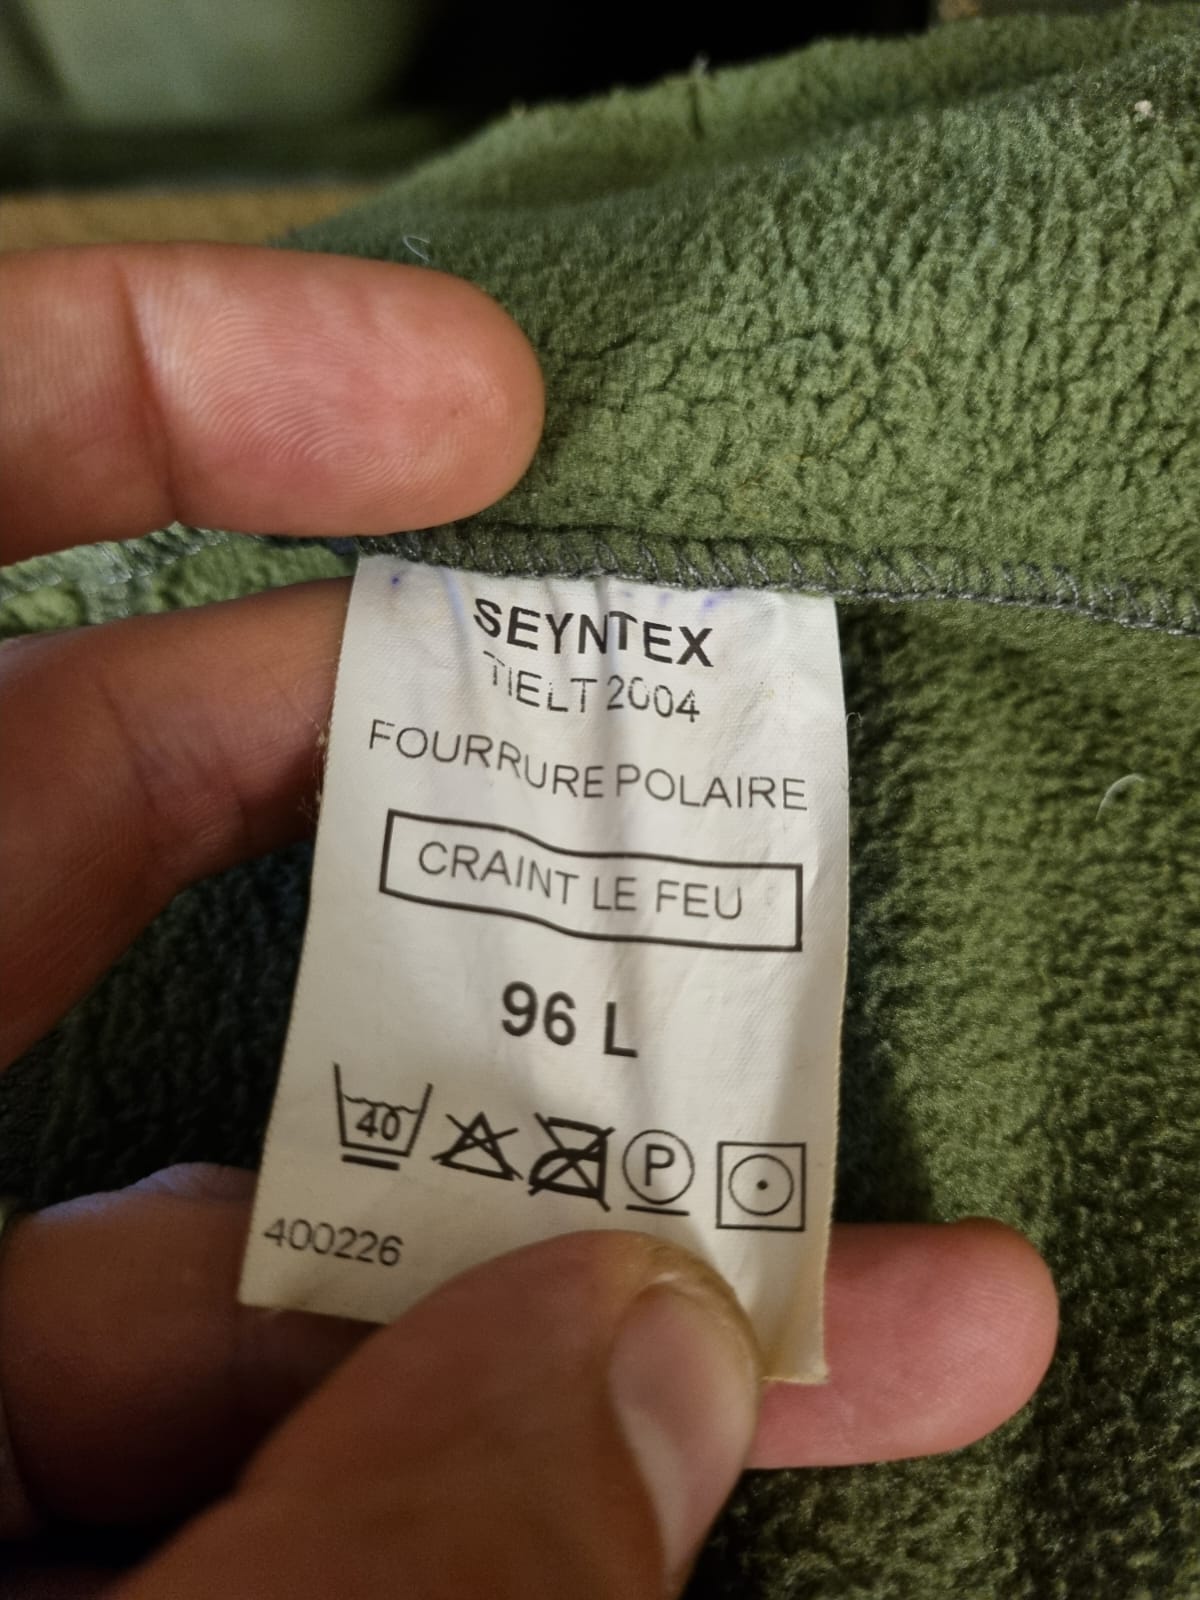 SEYNTEX
TIELT 2004
FOURRURE POLAIRE
CRAINT LE FEU
96 L
40
P
400226